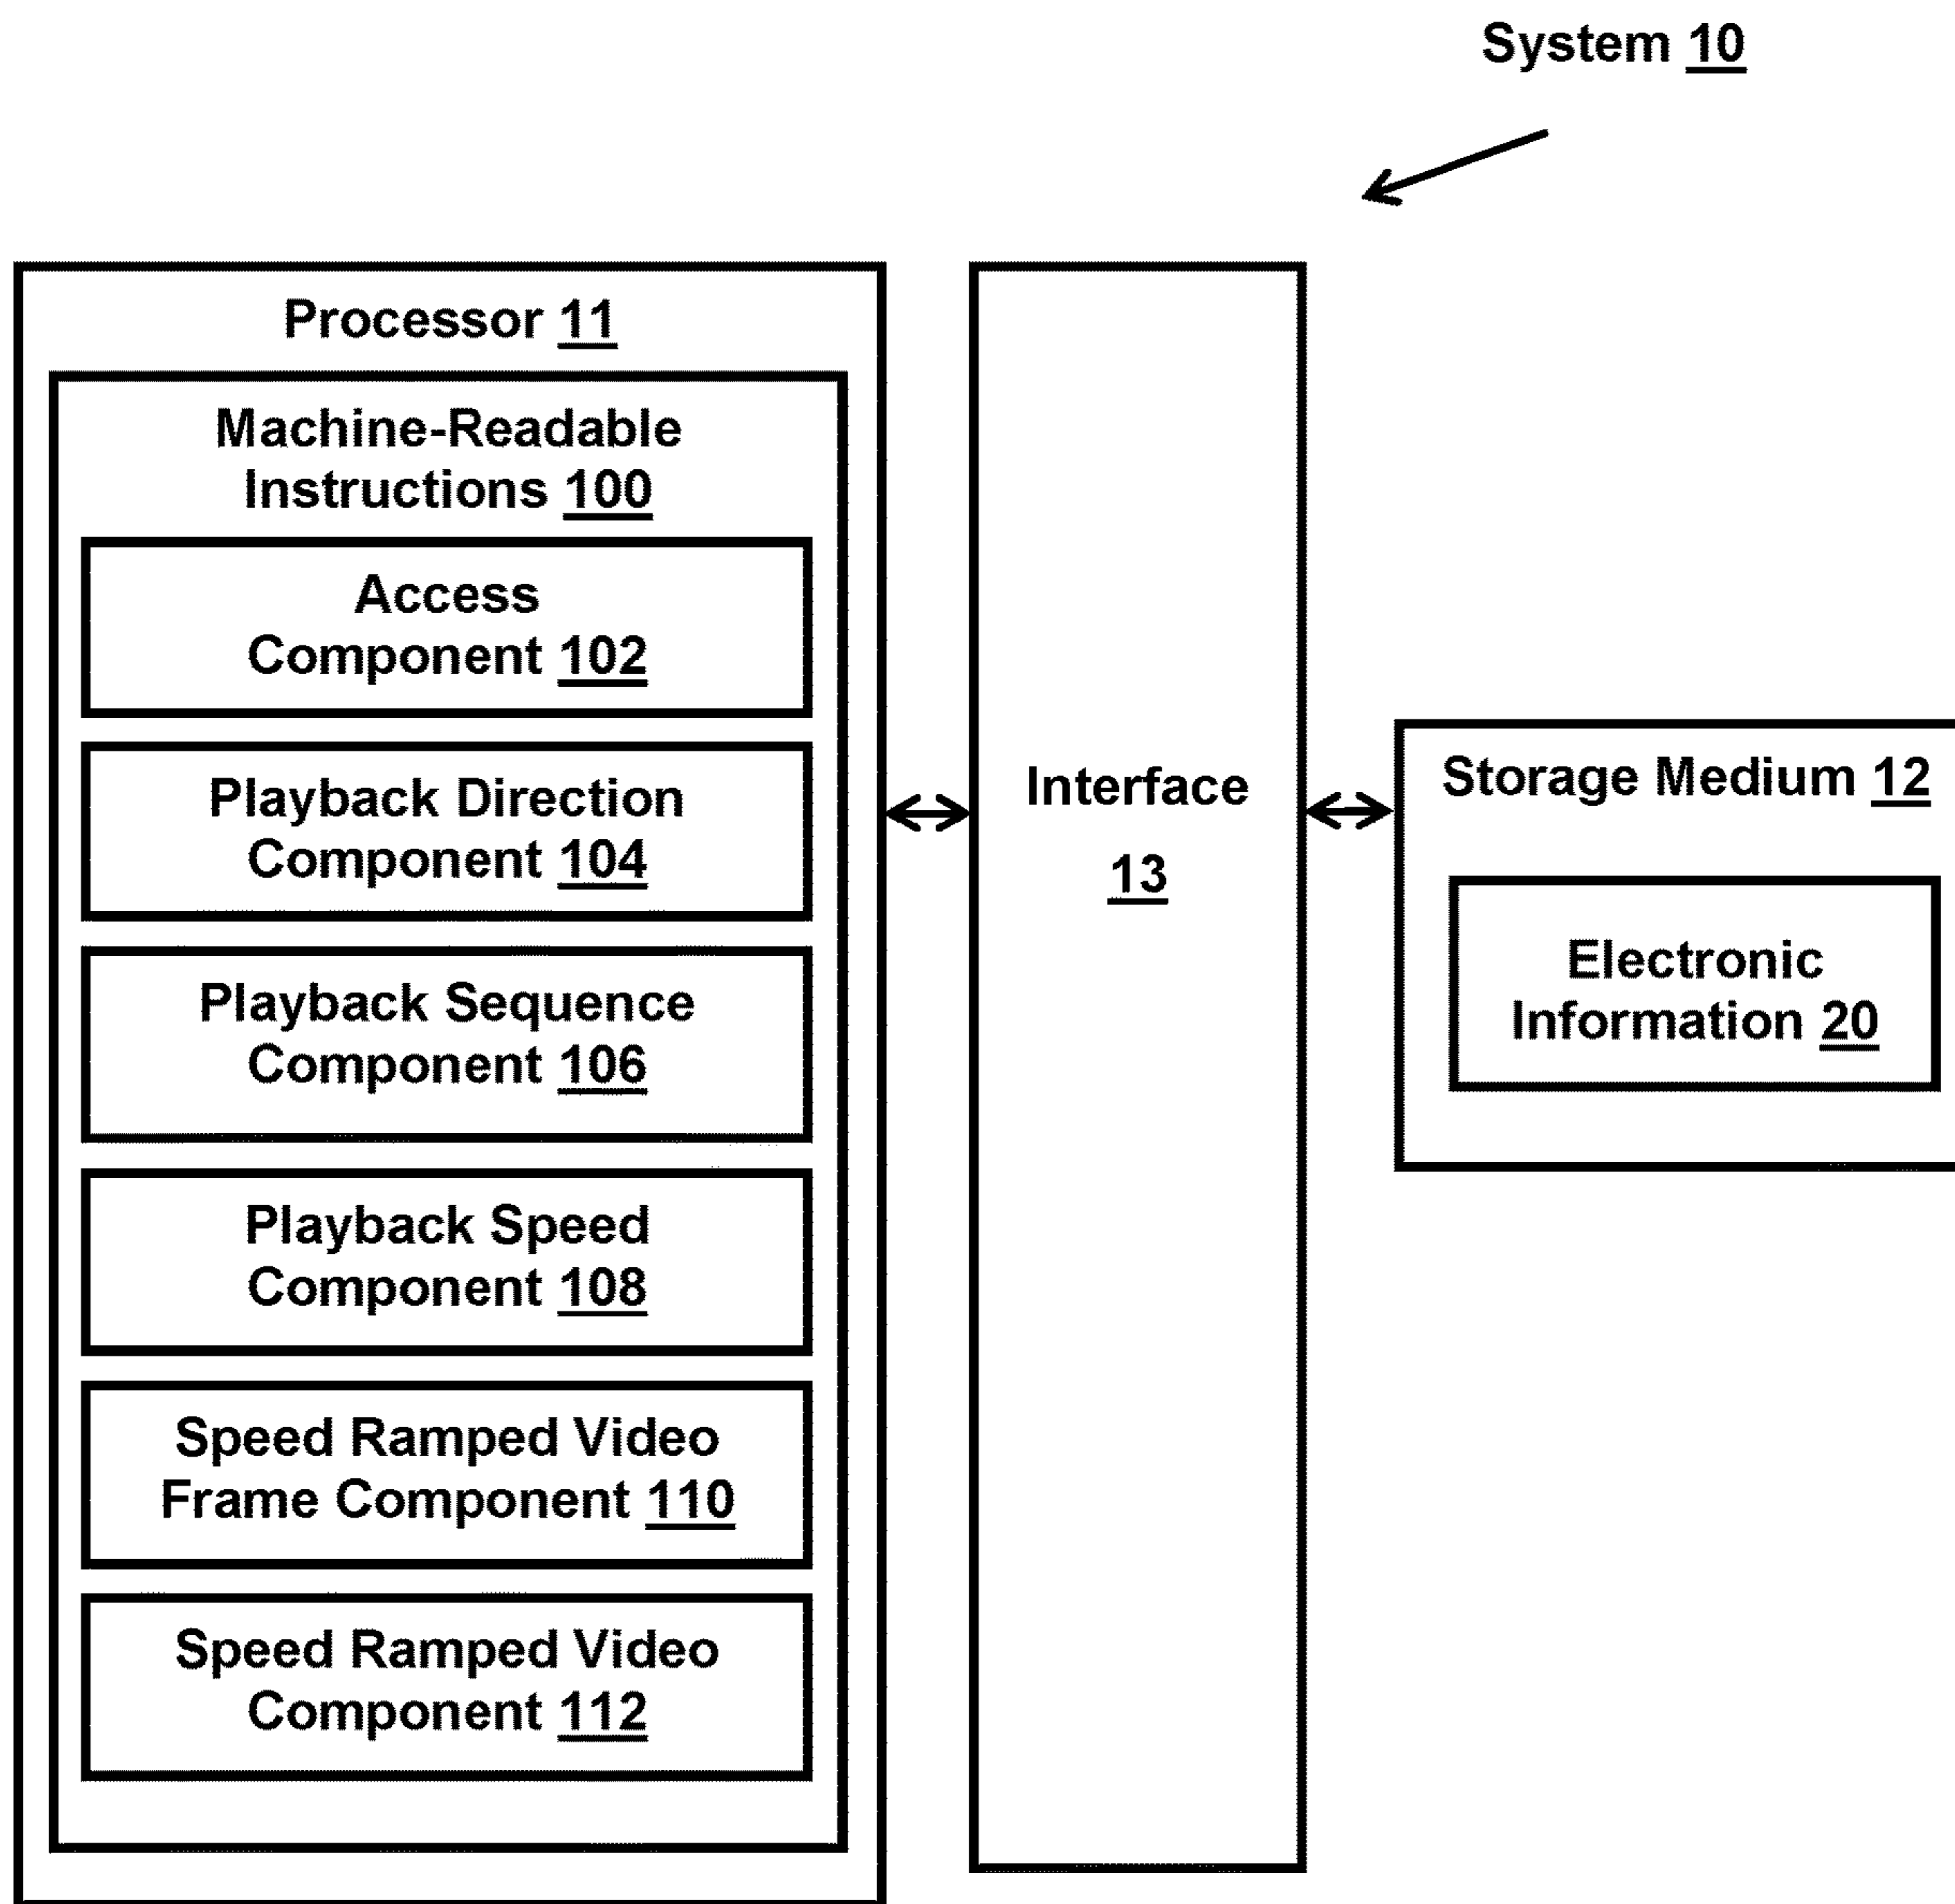 System 10
Processor 11
Machine-Readable
Instructions 100
Access
Component 102
Playback Direction
Component 104
Playback Sequence
Component 106
Playback Speed
Component 108
Speed Ramped Video
Frame Component 110
Speed Ramped Video
Component 112
Interface
13
Storage Medium 12
Electronic
Information 20